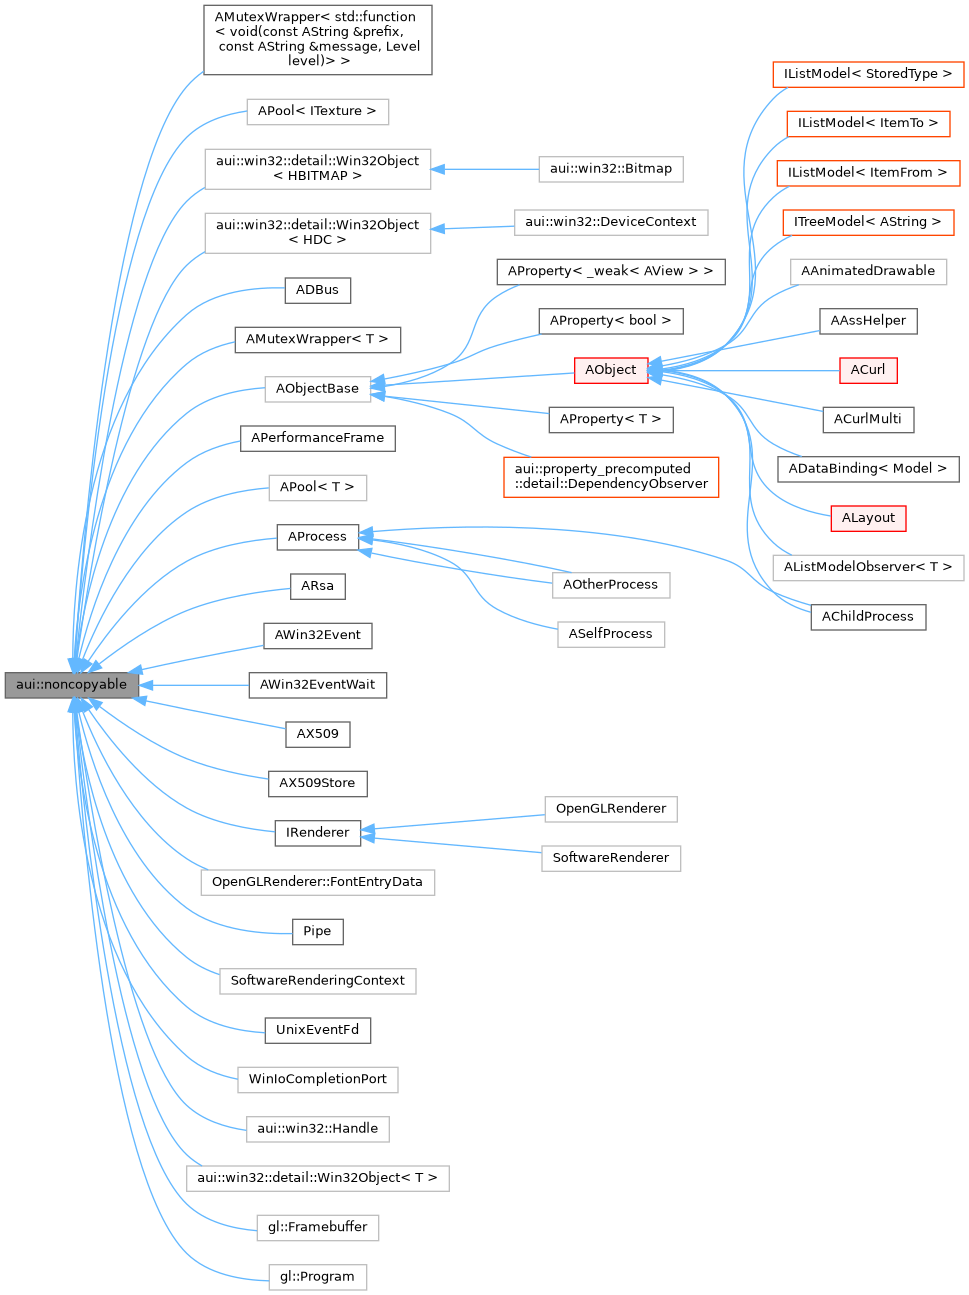 AMutexWrapper< std::function
< void(const AString &prefix,
const AString &message, Level
level)> >
APool< ITexture >
aui::win32::detail::Win32Object
< HBITMAP >
aui::win32::detail::Win32Object
< HDC >
ADBus
AMutexWrapper< T >
AObjectBase
APerformanceFrame
APool< T >
AProcess
ARsa
AWin32Event
AWin32EventWait
AX509
AX509Store
IRenderer
OpenGLRenderer::FontEntryData
Pipe
SoftwareRenderingContext
UnixEventFd
WinIoCompletionPort
aui::win32::Handle
aui::win32::detail::Win32Object< T >
gl::Framebuffer
gl::Program
aui::noncopyable
aui::win32::Bitmap
aui::win32::DeviceContext
AProperty< _weak< AView > >
AProperty< bool >
AObject
AProperty< T >
aui::property_precomputed
::detail::DependencyObserver
AOtherProcess
ASelfProcess
OpenGLRenderer
SoftwareRenderer
IListModel< StoredType >
IListModel< ItemTo >
IListModel< ItemFrom >
ITreeModel< AString >
AAnimatedDrawable
AAssHelper
ACurl
ACurlMulti
ADataBinding< Model >
ALayout
AListModelObserver< T >
AChildProcess